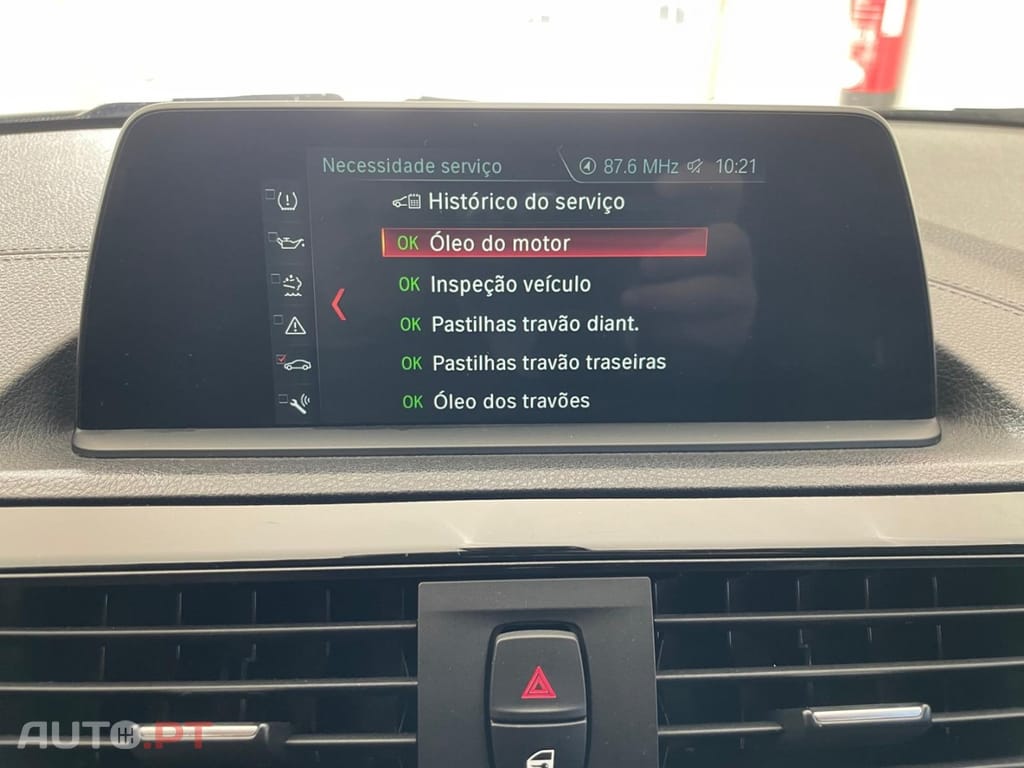 Necessidade serviço 87.6 MHz 10:21
Histórico do serviço
OK Óleo do motor
OK Inspeção veículo
OK Pastilhas travão diant.
OK Pastilhas travão traseiras
OK Óleo dos travões
AUTO.PT